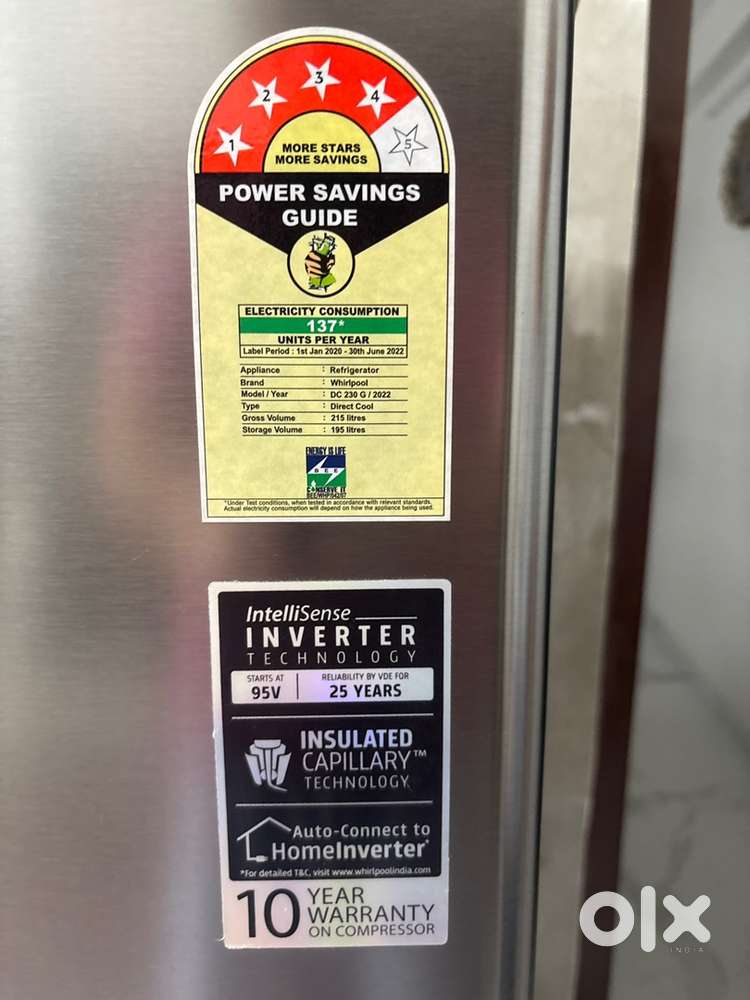 1 2 3 4 5
MORE STARS
MORE SAVINGS
POWER SAVINGS
GUIDE
ELECTRICITY CONSUMPTION
137*
UNITS PER YEAR
Label Period : 1st Jan 2020 - 30th June 2022
Appliance : Refrigerator
Brand : Whirlpool
Model / Year : DC 230 G / 2022
Type : Direct Cool
Gross Volume : 215 litres
Storage Volume : 195 litres
ENERGY IS LIFE
BEE
CONSERVE IT
*Under Test conditions, when tested in accordance with relevant standards.
Actual electricity consumption will depend on how the appliance being used.
IntelliSense
INVERTER
TECHNOLOGY
STARTS AT
95V
RELIABILITY BY VDE FOR
25 YEARS
INSULATED
CAPILLARY™
TECHNOLOGY
Auto-Connect to
HomeInverter*
*For detailed T&C, visit www.whirlpoolindia.com
10 YEAR
WARRANTY
ON COMPRESSOR
olx
INDIA